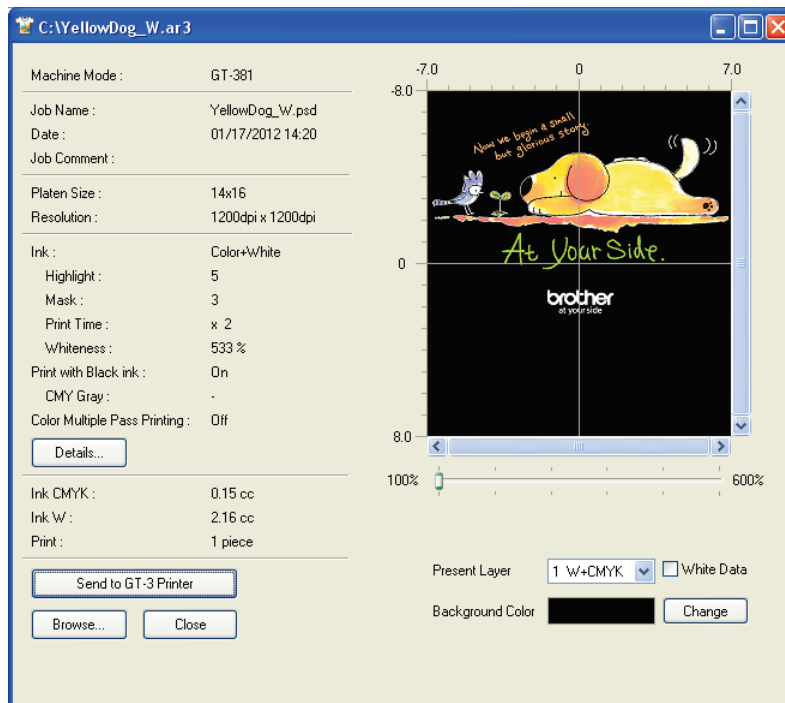 C:\YellowDog_W.ar3
Machine Mode : GT-381
Job Name : YellowDog_W.psd
Date : 01/17/2012 14:20
Job Comment :
Platen Size : 14x16
Resolution : 1200dpi x 1200dpi
Ink : Color+White
Highlight : 5
Mask : 3
Print Time : x 2
Whiteness : 533 %
Print with Black ink : On
CMY Gray : -
Color Multiple Pass Printing : Off
Details...
Ink CMYK : 0.15 cc
Ink W : 2.16 cc
Print : 1 piece
Send to GT-3 Printer
Browse... Close
-7.0 0 7.0
-8.0
Now we begin a small
but glorious story.
At Your Side.
0
brother
at your side
8.0
100% 600%
Present Layer 1 W+CMYK White Data
Background Color Change